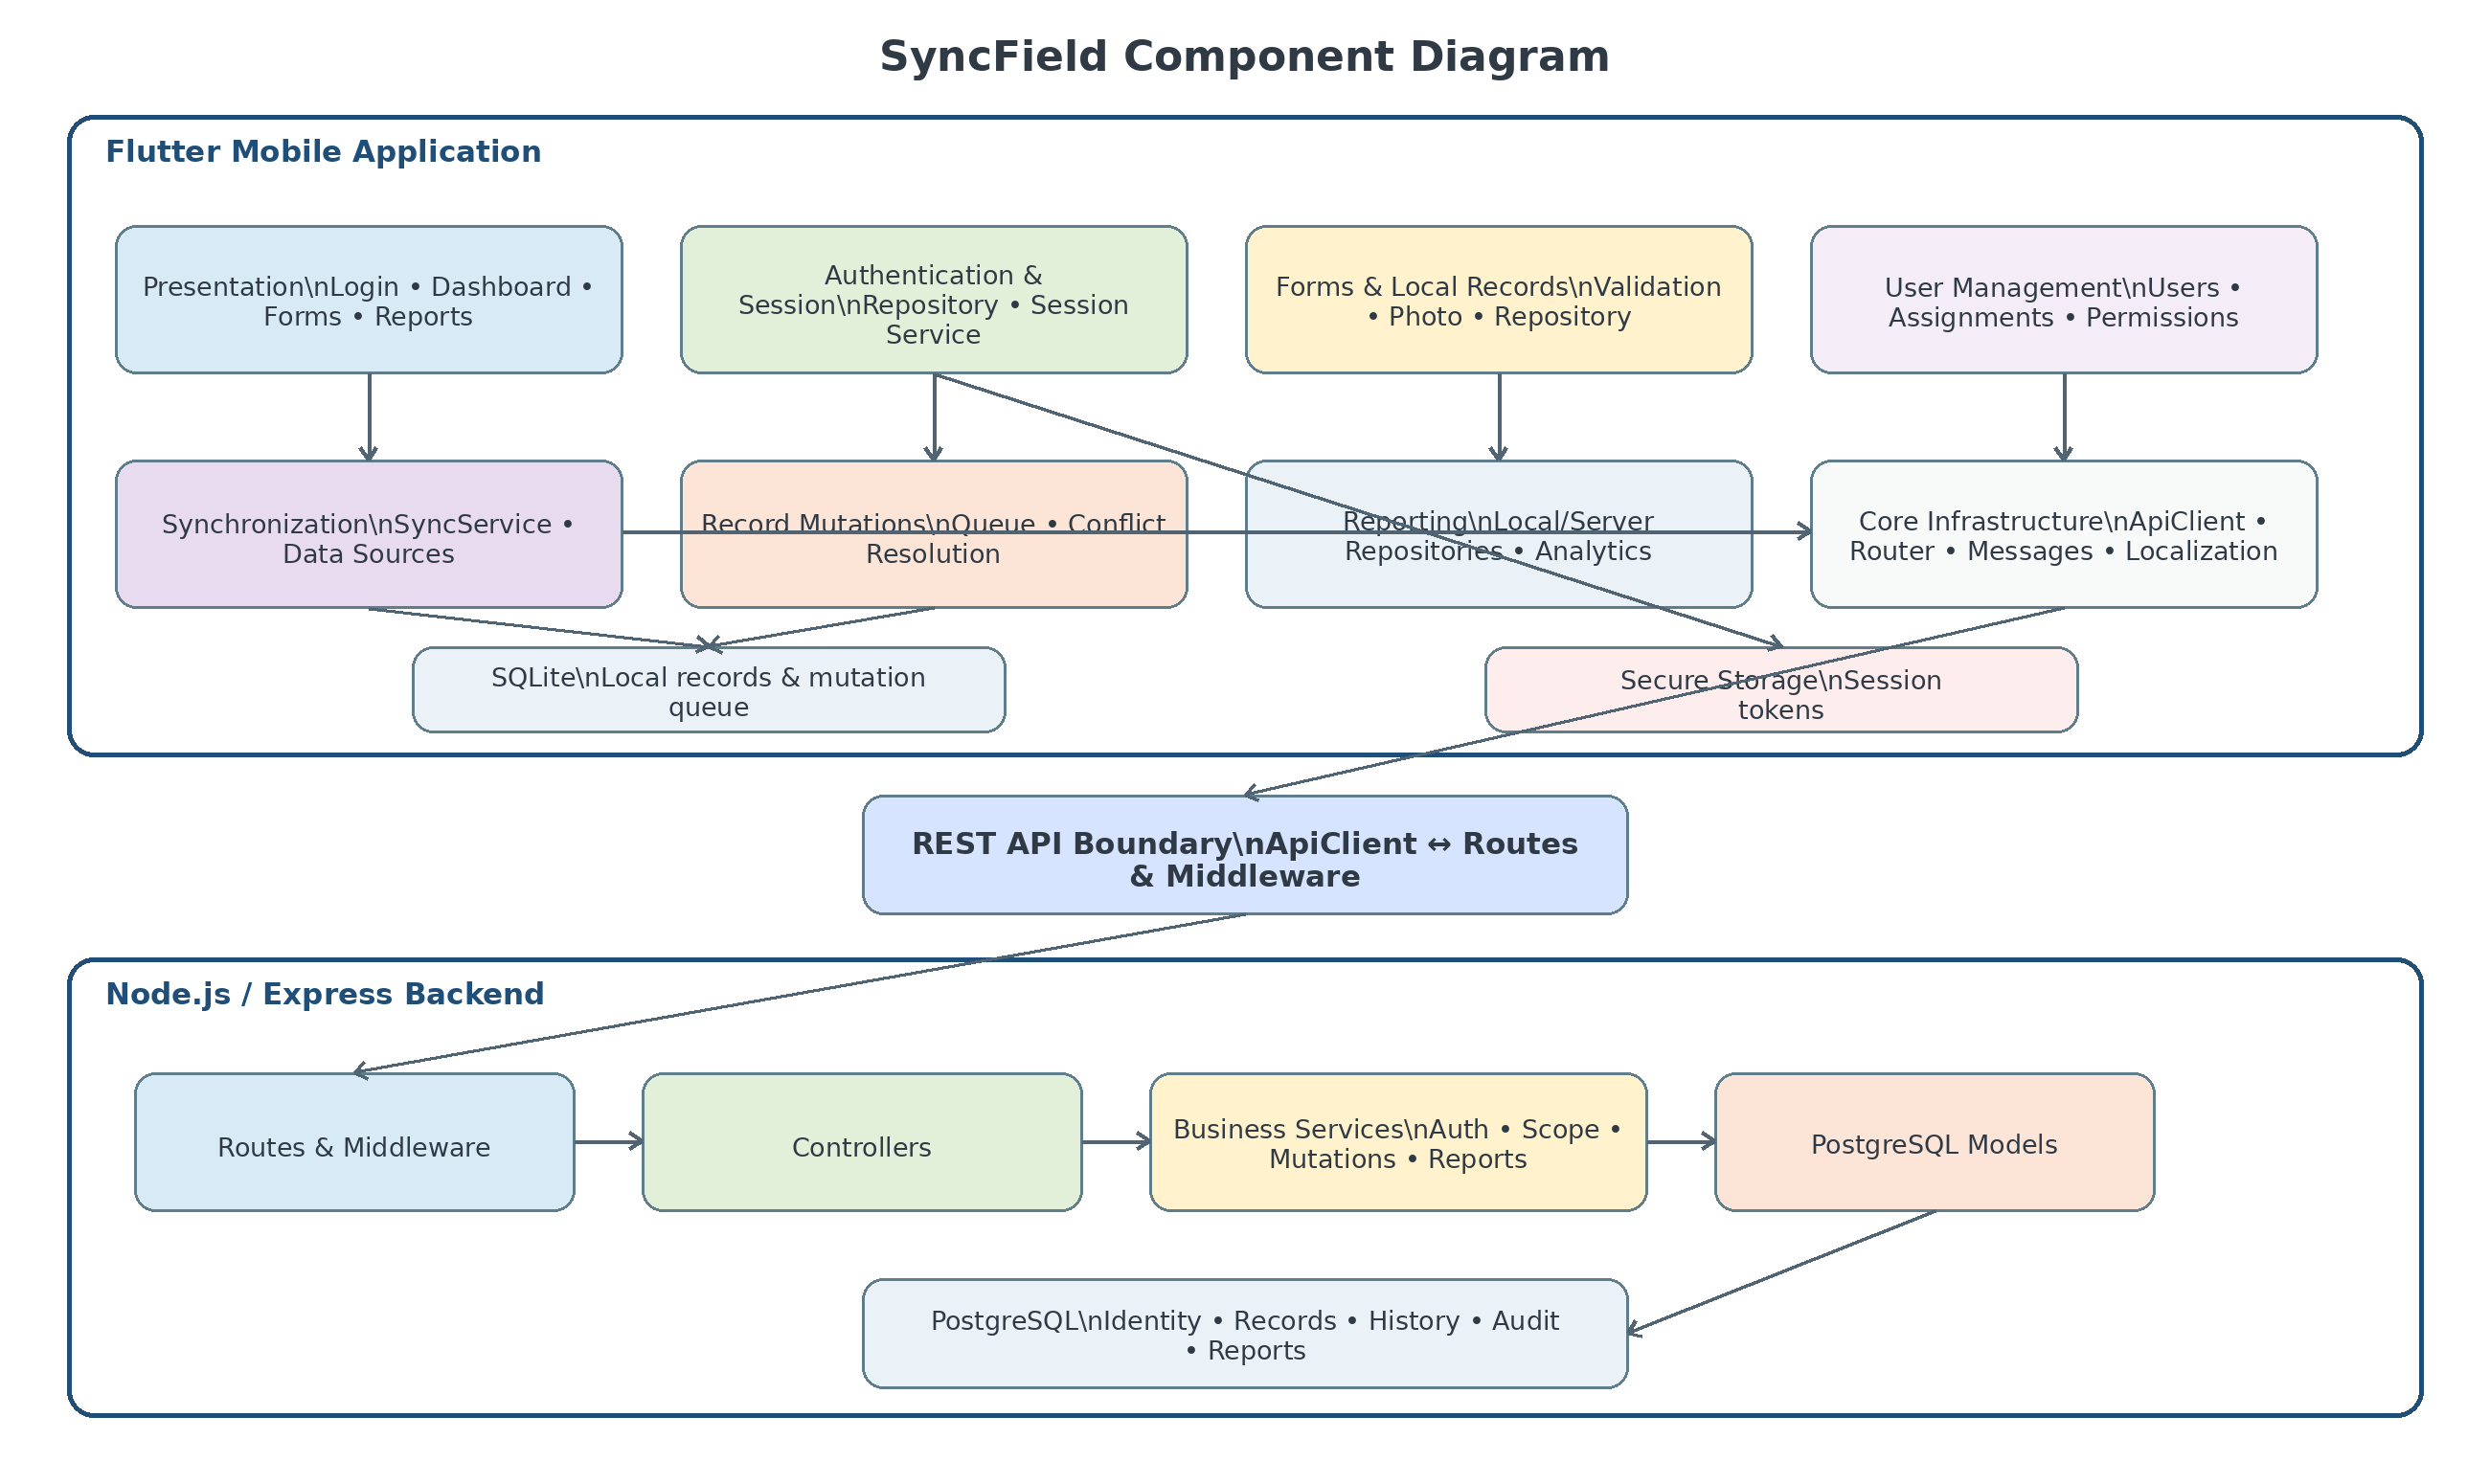 SyncField Component Diagram
Flutter Mobile Application
Presentation\nLogin • Dashboard •
Forms • Reports
Authentication &
Session\nRepository • Session
Service
Forms & Local Records\nValidation
• Photo • Repository
User Management\nUsers •
Assignments • Permissions
Synchronization\nSyncService •
Data Sources
Record Mutations\nQueue • Conflict
Resolution
Reporting\nLocal/Server
Repositories • Analytics
Core Infrastructure\nApiClient •
Router • Messages • Localization
SQLite\nLocal records & mutation
queue
Secure Storage\nSession
tokens
REST API Boundary\nApiClient ↔ Routes
& Middleware
Node.js / Express Backend
Routes & Middleware
Controllers
Business Services\nAuth • Scope •
Mutations • Reports
PostgreSQL Models
PostgreSQL\nIdentity • Records • History • Audit
• Reports